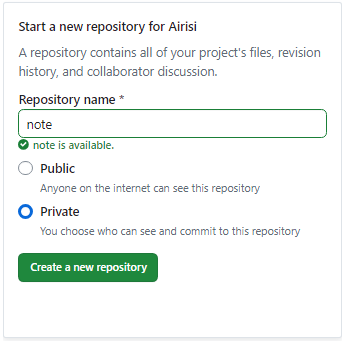 Start a new repository for Airisi
A repository contains all of your project's files, revision
history, and collaborator discussion.
Repository name *
note
note is available.
Public
Anyone on the internet can see this repository
Private
You choose who can see and commit to this repository
Create a new repository